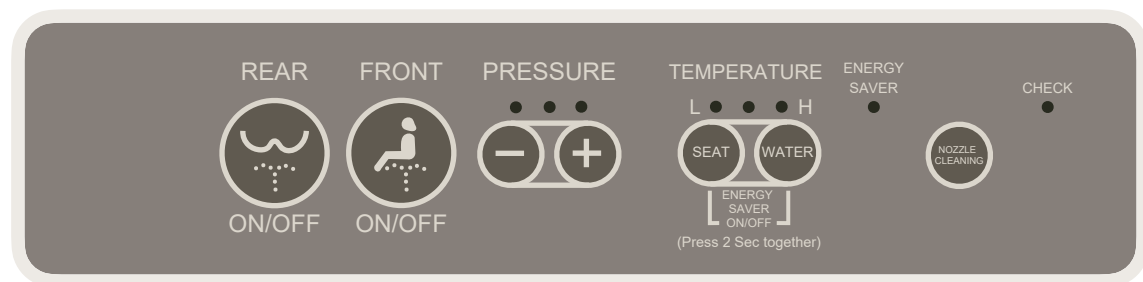 REAR
ON/OFF
FRONT
ON/OFF
PRESSURE
TEMPERATURE
L H
SEAT WATER
ENERGY
SAVER
ON/OFF
(Press 2 Sec together)
ENERGY
SAVER
NOZZLE
CLEANING
CHECK